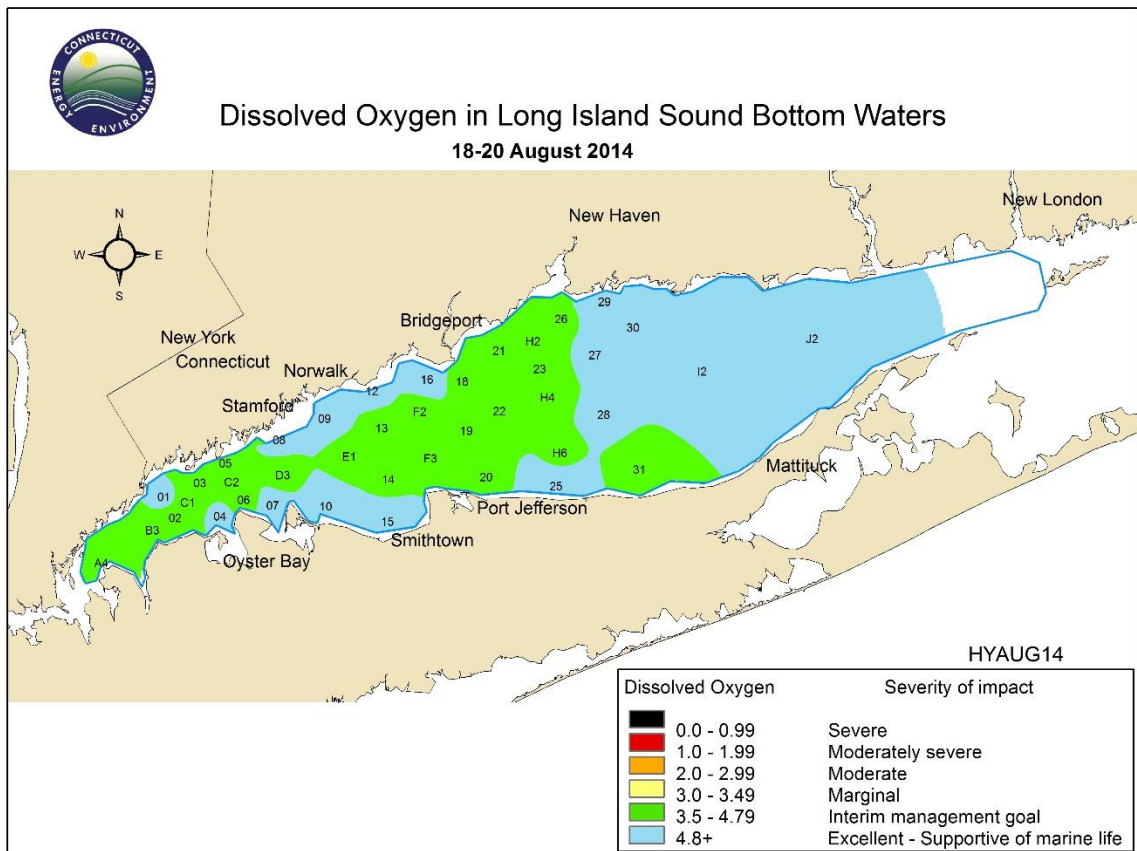 CONNECTICUT
ENERGY
ENVIRONMENT
Dissolved Oxygen in Long Island Sound Bottom Waters
18-20 August 2014
New London
New Haven
N
W E
S
29
26
30
Bridgeport
New York
H2
J2
21
Connecticut
27
23
I2
Norwalk
16
18
12
H4
Stamford
F2
22
28
09
13
19
08
H6
E1
F3
05
31
Mattituck
D3
03
C2
14
20
25
01
C1
06
07
10
Port Jefferson
02
04
15
B3
Smithtown
Oyster Bay
A4
HYAUG14
Dissolved Oxygen Severity of impact
0.0 - 0.99 Severe
1.0 - 1.99 Moderately severe
2.0 - 2.99 Moderate
3.0 - 3.49 Marginal
3.5 - 4.79 Interim management goal
4.8+ Excellent - Supportive of marine life